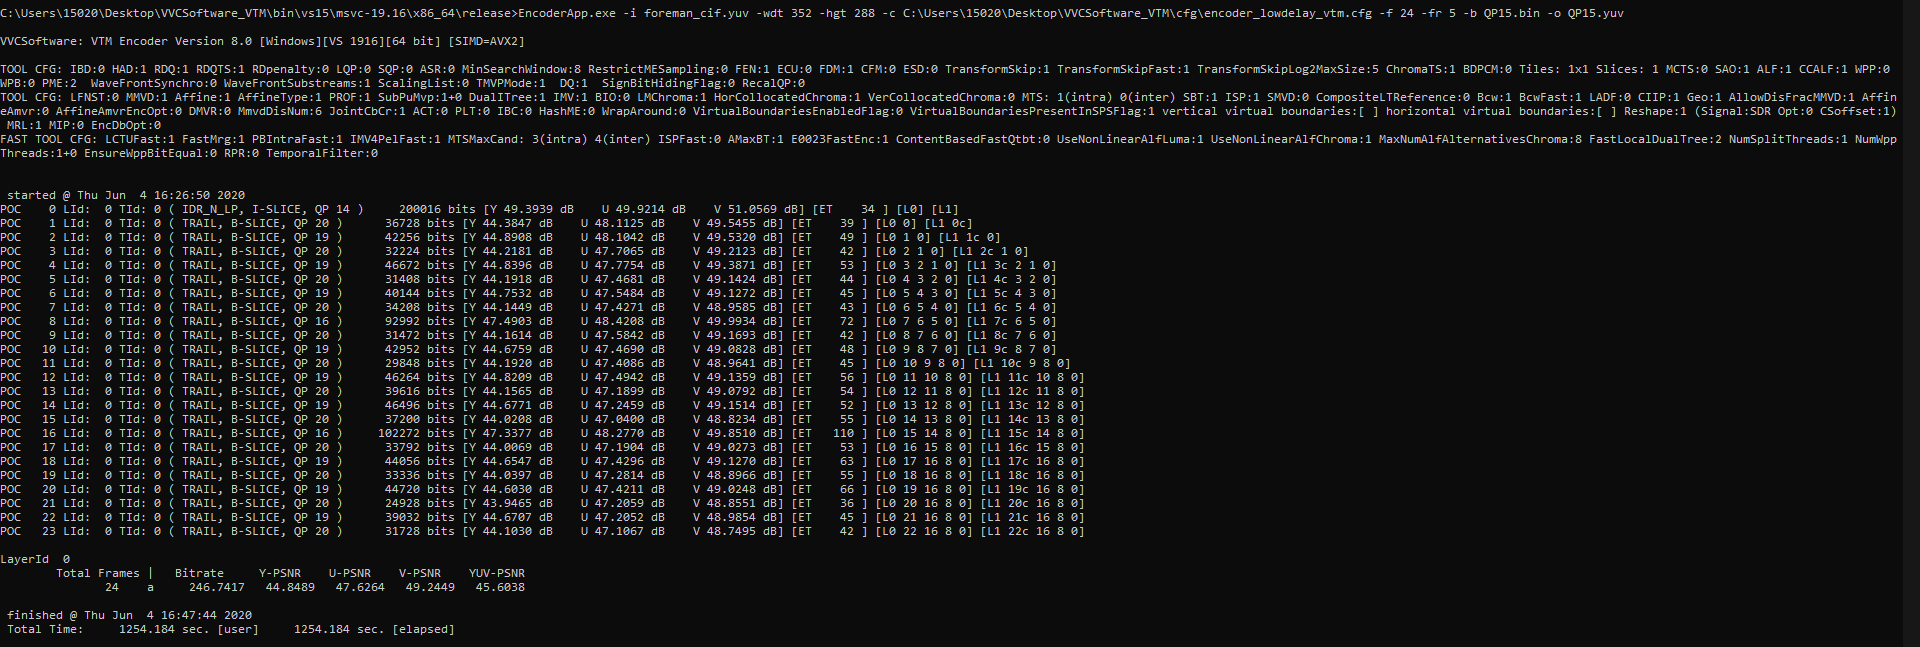 C:\Users\15020\Desktop\VVCSoftware_VTM\bin\vs15\msvc-19.16\x86_64\release>EncoderApp.exe -i foreman_cif.yuv -wdt 352 -hgt 288 -c C:\Users\15020\Desktop\VVCSoftware_VTM\cfg\encoder_lowdelay_vtm.cfg -f 24 -fr 5 -b QP15.bin -o QP15.yuv
VVCSoftware: VTM Encoder Version 8.0 [Windows][VS 1916][64 bit] [SIMD=AVX2]
TOOL CFG: IBD:0 HAD:1 RDQ:1 RDQTS:1 RDpenalty:0 LQP:0 SQP:0 ASR:0 MinSearchWindow:8 RestrictMESampling:0 FEN:1 ECU:0 FDM:1 CFM:0 ESD:0 TransformSkip:1 TransformSkipFast:1 TransformSkipLog2MaxSize:5 ChromaTS:1 BDPCM:0 Tiles: 1x1 Slices: 1 MCTS:0 SAO:1 ALF:1 CCALF:1 WPP:0
WPB:0 PME:2  WaveFrontSynchro:0 WaveFrontSubstreams:1 ScalingList:0 TMVPMode:1  DQ:1  SignBitHidingFlag:0 RecalQP:0
TOOL CFG: LFNST:0 MMVD:1 Affine:1 AffineType:1 PROF:1 SubPuMvp:1+0 DualITree:1 IMV:1 BIO:0 LMChroma:1 HorCollocatedChroma:1 VerCollocatedChroma:0 MTS: 1(intra) 0(inter) SBT:1 ISP:1 SMVD:0 CompositeLTReference:0 Bcw:1 BcwFast:1 LADF:0 CIIP:1 Geo:1 AllowDisFracMMVD:1 Affin
eAmvr:0 AffineAmvrEncOpt:0 DMVR:0 MmvdDisNum:6 JointCbCr:1 ACT:0 PLT:0 IBC:0 HashME:0 WrapAround:0 VirtualBoundariesEnabledFlag:0 VirtualBoundariesPresentInSPSFlag:1 vertical virtual boundaries:[ ] horizontal virtual boundaries:[ ] Reshape:1 (Signal:SDR Opt:0 CSoffset:1)
MRL:1 MIP:0 EncDbOpt:0
FAST TOOL CFG: LCTUFast:1 FastMrg:1 PBIntraFast:1 IMV4PelFast:1 MTSMaxCand: 3(intra) 4(inter) ISPFast:0 AMaxBT:1 E0023FastEnc:1 ContentBasedFastQtbt:0 UseNonLinearAlfLuma:1 UseNonLinearAlfChroma:1 MaxNumAlfAlternativesChroma:8 FastLocalDualTree:2 NumSplitThreads:1 NumWpp
Threads:1+0 EnsureWppBitEqual:0 RPR:0 TemporalFilter:0
started @ Thu Jun  4 16:26:50 2020
POC    0 LId:  0 TId: 0 ( IDR_N_LP, I-SLICE, QP 14 )     200016 bits [Y 49.3939 dB    U 49.9214 dB    V 51.0569 dB] [ET    34 ] [L0] [L1]
POC    1 LId:  0 TId: 0 ( TRAIL, B-SLICE, QP 20 )      36728 bits [Y 44.3847 dB    U 48.1125 dB    V 49.5455 dB] [ET    39 ] [L0 0] [L1 0c]
POC    2 LId:  0 TId: 0 ( TRAIL, B-SLICE, QP 19 )      42256 bits [Y 44.8908 dB    U 48.1042 dB    V 49.5320 dB] [ET    49 ] [L0 1 0] [L1 1c 0]
POC    3 LId:  0 TId: 0 ( TRAIL, B-SLICE, QP 20 )      32224 bits [Y 44.2181 dB    U 47.7065 dB    V 49.2123 dB] [ET    42 ] [L0 2 1 0] [L1 2c 1 0]
POC    4 LId:  0 TId: 0 ( TRAIL, B-SLICE, QP 19 )      46672 bits [Y 44.8396 dB    U 47.7754 dB    V 49.3871 dB] [ET    53 ] [L0 3 2 1 0] [L1 3c 2 1 0]
POC    5 LId:  0 TId: 0 ( TRAIL, B-SLICE, QP 20 )      31408 bits [Y 44.1918 dB    U 47.4681 dB    V 49.1424 dB] [ET    44 ] [L0 4 3 2 0] [L1 4c 3 2 0]
POC    6 LId:  0 TId: 0 ( TRAIL, B-SLICE, QP 19 )      40144 bits [Y 44.7532 dB    U 47.5484 dB    V 49.1272 dB] [ET    45 ] [L0 5 4 3 0] [L1 5c 4 3 0]
POC    7 LId:  0 TId: 0 ( TRAIL, B-SLICE, QP 20 )      34208 bits [Y 44.1449 dB    U 47.4271 dB    V 48.9585 dB] [ET    43 ] [L0 6 5 4 0] [L1 6c 5 4 0]
POC    8 LId:  0 TId: 0 ( TRAIL, B-SLICE, QP 16 )      92992 bits [Y 47.4903 dB    U 48.4208 dB    V 49.9934 dB] [ET    72 ] [L0 7 6 5 0] [L1 7c 6 5 0]
POC    9 LId:  0 TId: 0 ( TRAIL, B-SLICE, QP 20 )      31472 bits [Y 44.1614 dB    U 47.5842 dB    V 49.1693 dB] [ET    42 ] [L0 8 7 6 0] [L1 8c 7 6 0]
POC   10 LId:  0 TId: 0 ( TRAIL, B-SLICE, QP 19 )      42952 bits [Y 44.6759 dB    U 47.4690 dB    V 49.0828 dB] [ET    48 ] [L0 9 8 7 0] [L1 9c 8 7 0]
POC   11 LId:  0 TId: 0 ( TRAIL, B-SLICE, QP 20 )      29848 bits [Y 44.1920 dB    U 47.4086 dB    V 48.9641 dB] [ET    45 ] [L0 10 9 8 0] [L1 10c 9 8 0]
POC   12 LId:  0 TId: 0 ( TRAIL, B-SLICE, QP 19 )      46264 bits [Y 44.8209 dB    U 47.4942 dB    V 49.1359 dB] [ET    56 ] [L0 11 10 8 0] [L1 11c 10 8 0]
POC   13 LId:  0 TId: 0 ( TRAIL, B-SLICE, QP 20 )      39616 bits [Y 44.1565 dB    U 47.1899 dB    V 49.0792 dB] [ET    54 ] [L0 12 11 8 0] [L1 12c 11 8 0]
POC   14 LId:  0 TId: 0 ( TRAIL, B-SLICE, QP 19 )      46496 bits [Y 44.6771 dB    U 47.2459 dB    V 49.1514 dB] [ET    52 ] [L0 13 12 8 0] [L1 13c 12 8 0]
POC   15 LId:  0 TId: 0 ( TRAIL, B-SLICE, QP 20 )      37200 bits [Y 44.0208 dB    U 47.0400 dB    V 48.8234 dB] [ET    55 ] [L0 14 13 8 0] [L1 14c 13 8 0]
POC   16 LId:  0 TId: 0 ( TRAIL, B-SLICE, QP 16 )     102272 bits [Y 47.3377 dB    U 48.2770 dB    V 49.8510 dB] [ET   110 ] [L0 15 14 8 0] [L1 15c 14 8 0]
POC   17 LId:  0 TId: 0 ( TRAIL, B-SLICE, QP 20 )      33792 bits [Y 44.0069 dB    U 47.1904 dB    V 49.0273 dB] [ET    53 ] [L0 16 15 8 0] [L1 16c 15 8 0]
POC   18 LId:  0 TId: 0 ( TRAIL, B-SLICE, QP 19 )      44056 bits [Y 44.6547 dB    U 47.4296 dB    V 49.1270 dB] [ET    63 ] [L0 17 16 8 0] [L1 17c 16 8 0]
POC   19 LId:  0 TId: 0 ( TRAIL, B-SLICE, QP 20 )      33336 bits [Y 44.0397 dB    U 47.2814 dB    V 48.8966 dB] [ET    55 ] [L0 18 16 8 0] [L1 18c 16 8 0]
POC   20 LId:  0 TId: 0 ( TRAIL, B-SLICE, QP 19 )      44720 bits [Y 44.6030 dB    U 47.4211 dB    V 49.0248 dB] [ET    66 ] [L0 19 16 8 0] [L1 19c 16 8 0]
POC   21 LId:  0 TId: 0 ( TRAIL, B-SLICE, QP 20 )      24928 bits [Y 43.9465 dB    U 47.2059 dB    V 48.8551 dB] [ET    36 ] [L0 20 16 8 0] [L1 20c 16 8 0]
POC   22 LId:  0 TId: 0 ( TRAIL, B-SLICE, QP 19 )      39032 bits [Y 44.6707 dB    U 47.2052 dB    V 48.9854 dB] [ET    45 ] [L0 21 16 8 0] [L1 21c 16 8 0]
POC   23 LId:  0 TId: 0 ( TRAIL, B-SLICE, QP 20 )      31728 bits [Y 44.1030 dB    U 47.1067 dB    V 48.7495 dB] [ET    42 ] [L0 22 16 8 0] [L1 22c 16 8 0]
LayerId  0
Total Frames |   Bitrate     Y-PSNR    U-PSNR    V-PSNR    YUV-PSNR
24    a     246.7417   44.8489   47.6264   49.2449   45.6038
finished @ Thu Jun  4 16:47:44 2020
Total Time:     1254.184 sec. [user]     1254.184 sec. [elapsed]